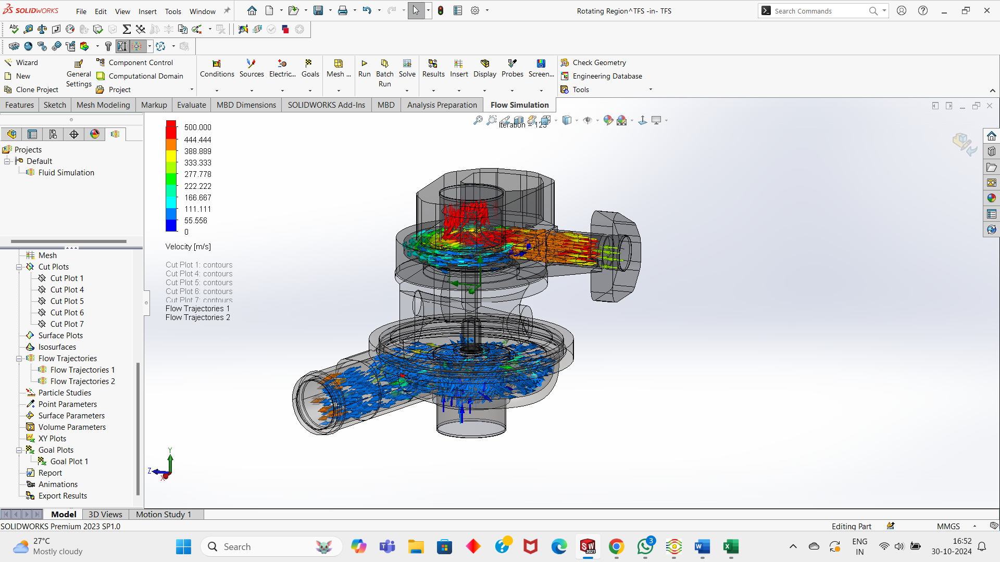 SOLIDWORKS File Edit View Insert Tools Window
Rotating Region^TFS -in- TFS
Search Commands
Abc
Wizard
New
Clone Project
General Settings
Component Control
Computational Domain
Project
Conditions
Sources
Electric...
Goals
Mesh ...
Run
Batch Run
Solve
Results
Insert
Display
Probes
Screen...
Check Geometry
Engineering Database
Tools
Features Sketch Mesh Modeling Markup Evaluate MBD Dimensions SOLIDWORKS Add-Ins MBD Analysis Preparation Flow Simulation
Projects
Default
Fluid Simulation
Mesh
Cut Plots
Cut Plot 1
Cut Plot 4
Cut Plot 5
Cut Plot 6
Cut Plot 7
Surface Plots
Isosurfaces
Flow Trajectories
Flow Trajectories 1
Flow Trajectories 2
Particle Studies
Point Parameters
Surface Parameters
Volume Parameters
XY Plots
Goal Plots
Goal Plot 1
Report
Animations
Export Results
Iteration = 123
500.000
444.444
388.889
333.333
277.778
222.222
166.667
111.111
55.556
0
Velocity [m/s]
Cut Plot 1: contours
Cut Plot 4: contours
Cut Plot 5: contours
Cut Plot 6: contours
Cut Plot 7: contours
Flow Trajectories 1
Flow Trajectories 2
Y
Z
X
Model 3D Views Motion Study 1
SOLIDWORKS Premium 2023 SP1.0
Editing Part
MMGS
27°C
Mostly cloudy
Search
SW 2023
3
ENG
IN
16:52
30-10-2024